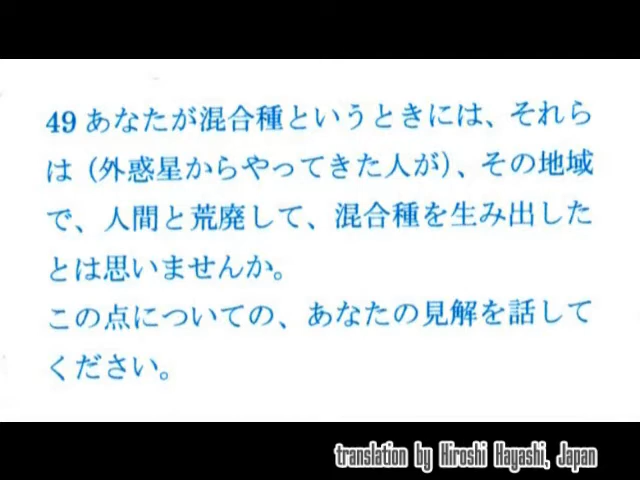 49 あなたが混合種というときには、それら
は（外惑星からやってきた人が）、その地域
で、人間と荒廃して、混合種を生み出した
とは思いませんか。
この点についての、あなたの見解を話して
ください。
translation by Hiroshi Hayashi, Japan